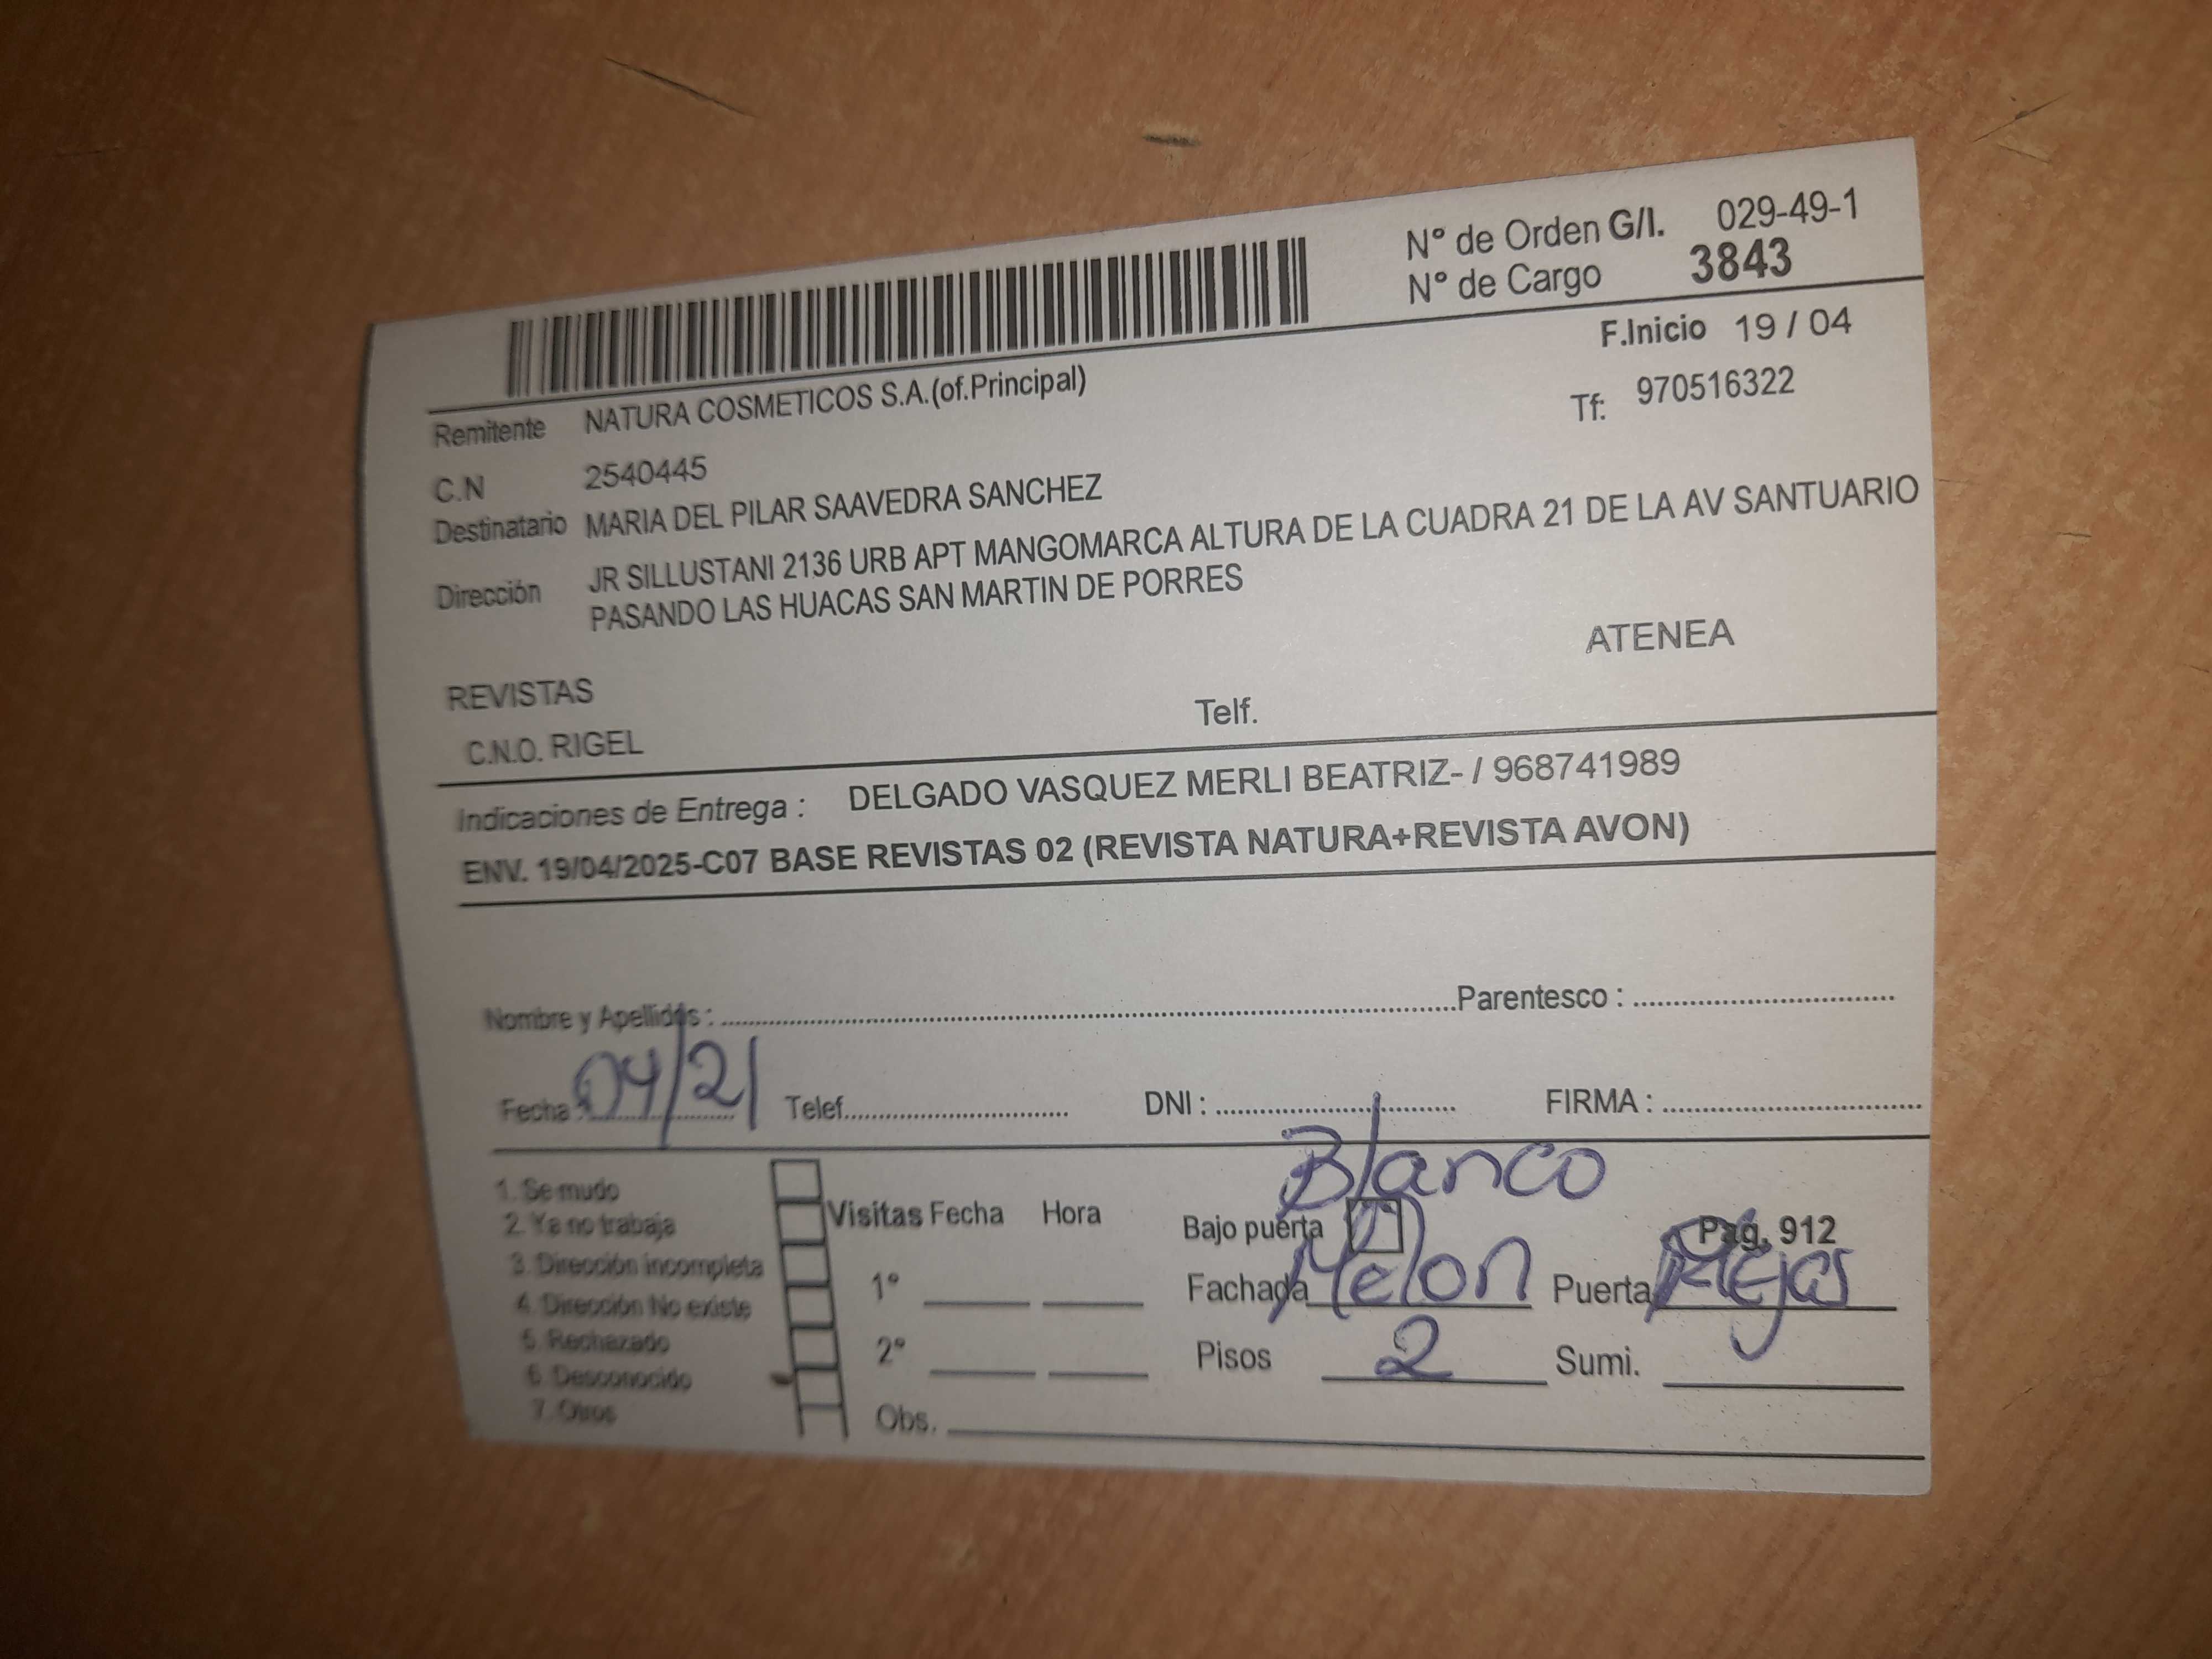 N° de Orden G/I. 029-49-1
N° de Cargo 3843
F.Inicio 19 / 04
Remitente NATURA COSMETICOS S.A.(of.Principal)
Tf: 970516322
C.N 2540445
Destinatario MARIA DEL PILAR SAAVEDRA SANCHEZ
Dirección JR SILLUSTANI 2136 URB APT MANGOMARCA ALTURA DE LA CUADRA 21 DE LA AV SANTUARIO
PASANDO LAS HUACAS SAN MARTIN DE PORRES
ATENEA
REVISTAS
C.N.O. RIGEL Telf.
Indicaciones de Entrega : DELGADO VASQUEZ MERLI BEATRIZ- / 968741989
ENV. 19/04/2025-C07 BASE REVISTAS 02 (REVISTA NATURA+REVISTA AVON)
Nombre y Apellidos : Parentesco :
Fecha : 04/21 Telef. DNI : FIRMA :
Blanco
1. Se mudo
2. Ya no trabaja
3. Dirección incompleta
4. Dirección No existe
5. Rechazado
6. Desconocido
7. Otros
Visitas Fecha Hora
1°
2°
Obs.
Bajo puerta Pag. 912
Fachada Melon Puerta Rejas
Pisos 2 Sumi.